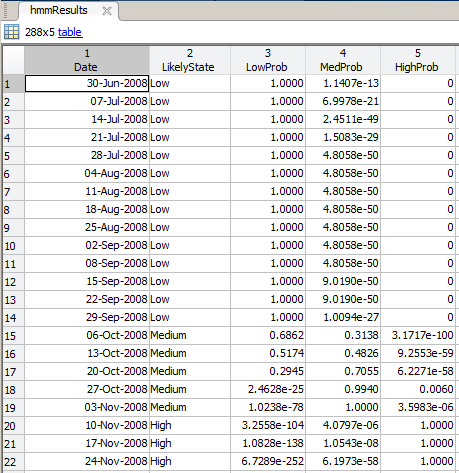 hmmResults
288x5 table
1 2 3 4 5
Date LikelyState LowProb MedProb HighProb
1 30-Jun-2008 Low 1.0000 1.1407e-13 0
2 07-Jul-2008 Low 1.0000 6.9978e-21 0
3 14-Jul-2008 Low 1.0000 2.4511e-49 0
4 21-Jul-2008 Low 1.0000 1.5083e-29 0
5 28-Jul-2008 Low 1.0000 4.8058e-50 0
6 04-Aug-2008 Low 1.0000 4.8058e-50 0
7 11-Aug-2008 Low 1.0000 4.8058e-50 0
8 18-Aug-2008 Low 1.0000 4.8058e-50 0
9 25-Aug-2008 Low 1.0000 4.8058e-50 0
10 02-Sep-2008 Low 1.0000 4.8058e-50 0
11 08-Sep-2008 Low 1.0000 4.8058e-50 0
12 15-Sep-2008 Low 1.0000 9.0190e-50 0
13 22-Sep-2008 Low 1.0000 9.0190e-50 0
14 29-Sep-2008 Low 1.0000 1.0094e-27 0
15 06-Oct-2008 Medium 0.6862 0.3138 3.1717e-100
16 13-Oct-2008 Medium 0.5174 0.4826 9.2553e-59
17 20-Oct-2008 Medium 0.2945 0.7055 6.2271e-58
18 27-Oct-2008 Medium 2.4628e-25 0.9940 0.0060
19 03-Nov-2008 Medium 1.0238e-78 1.0000 3.5983e-06
20 10-Nov-2008 High 3.2558e-104 4.0797e-06 1.0000
21 17-Nov-2008 High 1.0828e-138 1.0543e-08 1.0000
22 24-Nov-2008 High 6.7289e-252 6.1973e-58 1.0000